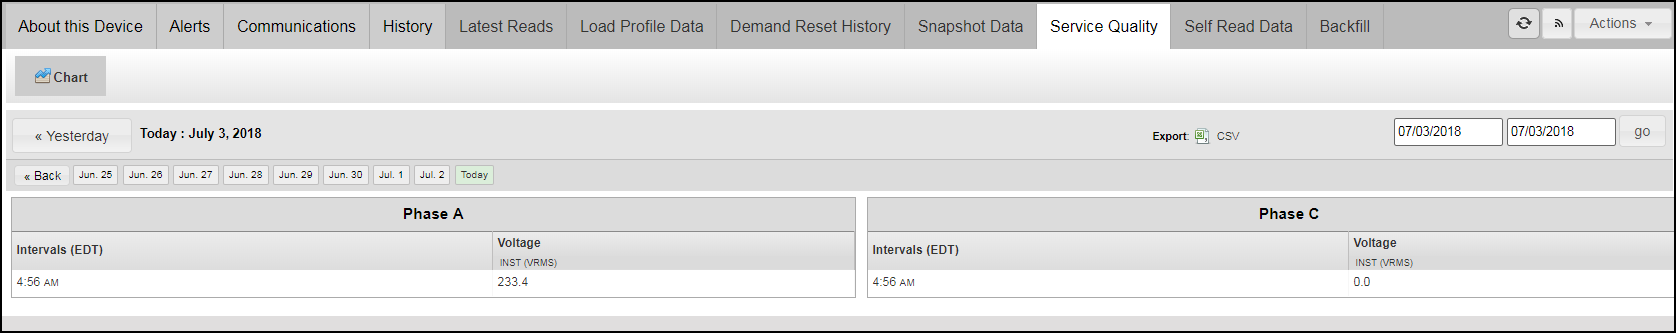 About this Device Alerts Communications History Latest Reads Load Profile Data Demand Reset History Snapshot Data Service Quality Self Read Data Backfill Actions
Chart
« Yesterday Today : July 3, 2018 Export: CSV 07/03/2018 07/03/2018 go
« Back Jun. 25 Jun. 26 Jun. 27 Jun. 28 Jun. 29 Jun. 30 Jul. 1 Jul. 2 Today
Phase A
Intervals (EDT) Voltage
INST (VRMS)
4:56 AM 233.4
Phase C
Intervals (EDT) Voltage
INST (VRMS)
4:56 AM 0.0